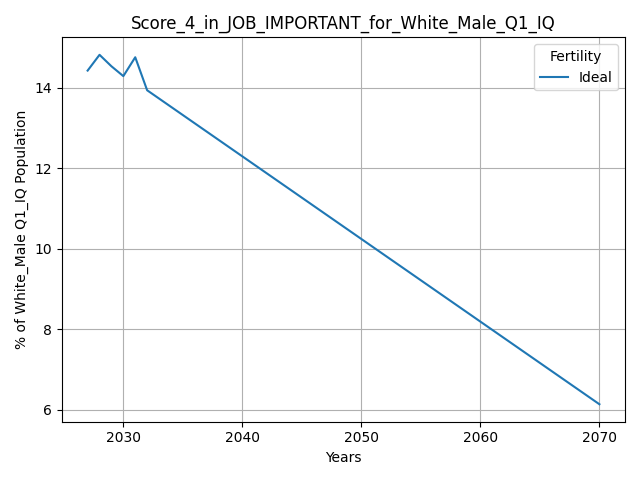 Score_4_in_JOB_IMPORTANT_for_White_Male_Q1_IQ
Fertility
Ideal
% of White_Male Q1_IQ Population
14
12
10
8
6
2030 2040 2050 2060 2070
Years